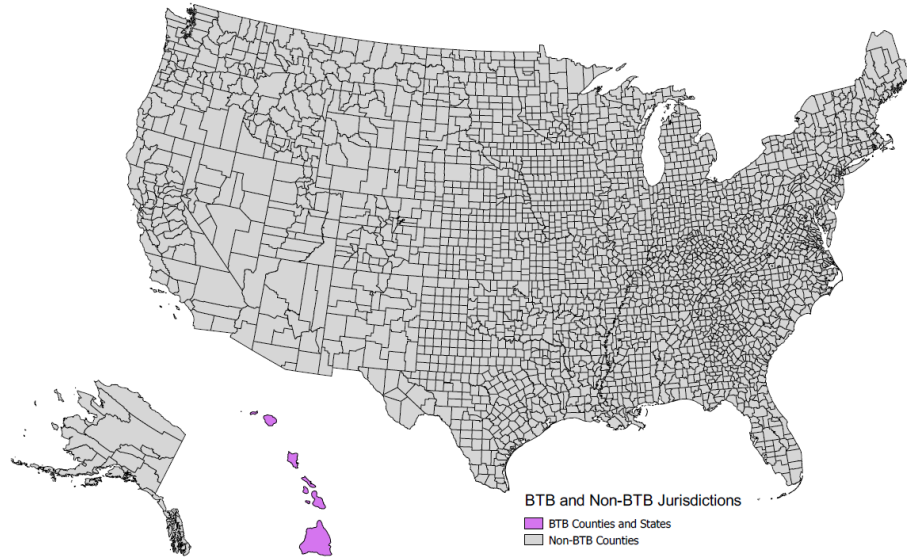 BTB and Non-BTB Jurisdictions
BTB Counties and States
Non-BTB Counties